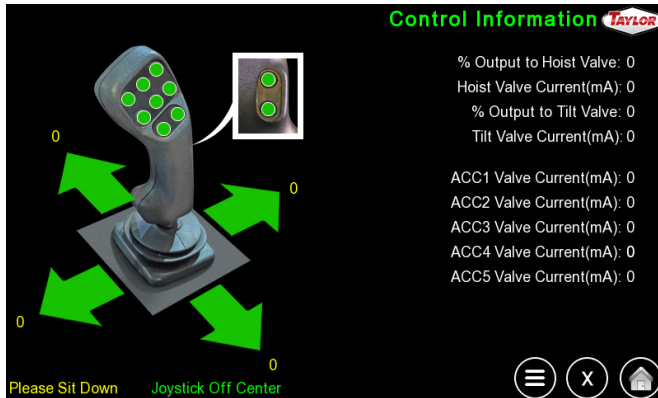 Control Information
TAYLOR
% Output to Hoist Valve: 0
Hoist Valve Current(mA): 0
% Output to Tilt Valve: 0
Tilt Valve Current(mA): 0
ACC1 Valve Current(mA): 0
ACC2 Valve Current(mA): 0
ACC3 Valve Current(mA): 0
ACC4 Valve Current(mA): 0
ACC5 Valve Current(mA): 0
0
0
0
0
Please Sit Down
Joystick Off Center
X